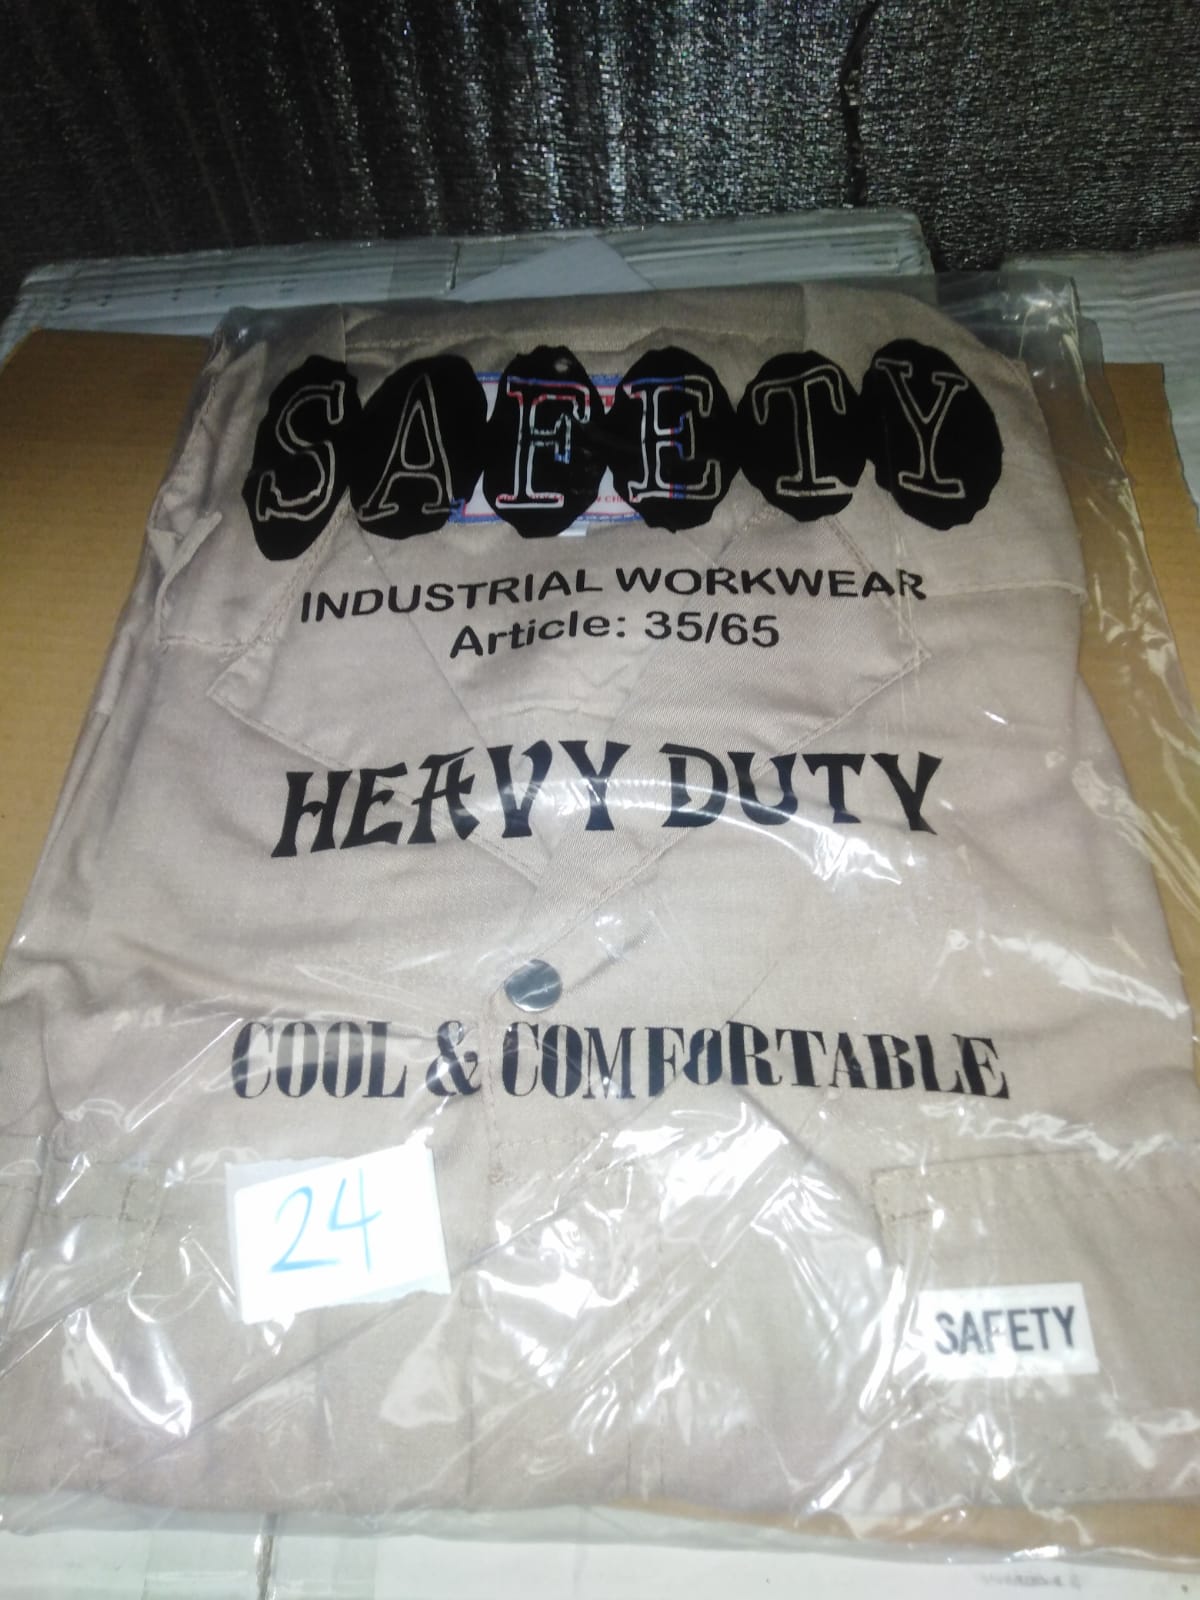 SAFETY
INDUSTRIAL WORKWEAR
Article: 35/65
HEAVY DUTY
COOL & COMFORTABLE
24
SAFETY